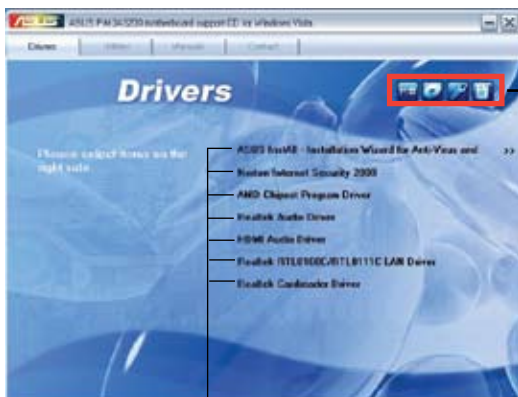 ASUS motherboard support CD for Windows Vista
Drivers Utilities Manuals Contact
Drivers
Please select items on the
right side.
ASUS InstAll - Installation Wizard for Anti-Virus and
>>
Norton Internet Security 2008
AMD Chipset Program Driver
Realtek Audio Driver
HDMI Audio Driver
Realtek RTL8100C/RTL8111C LAN Driver
Realtek Cardreader Driver